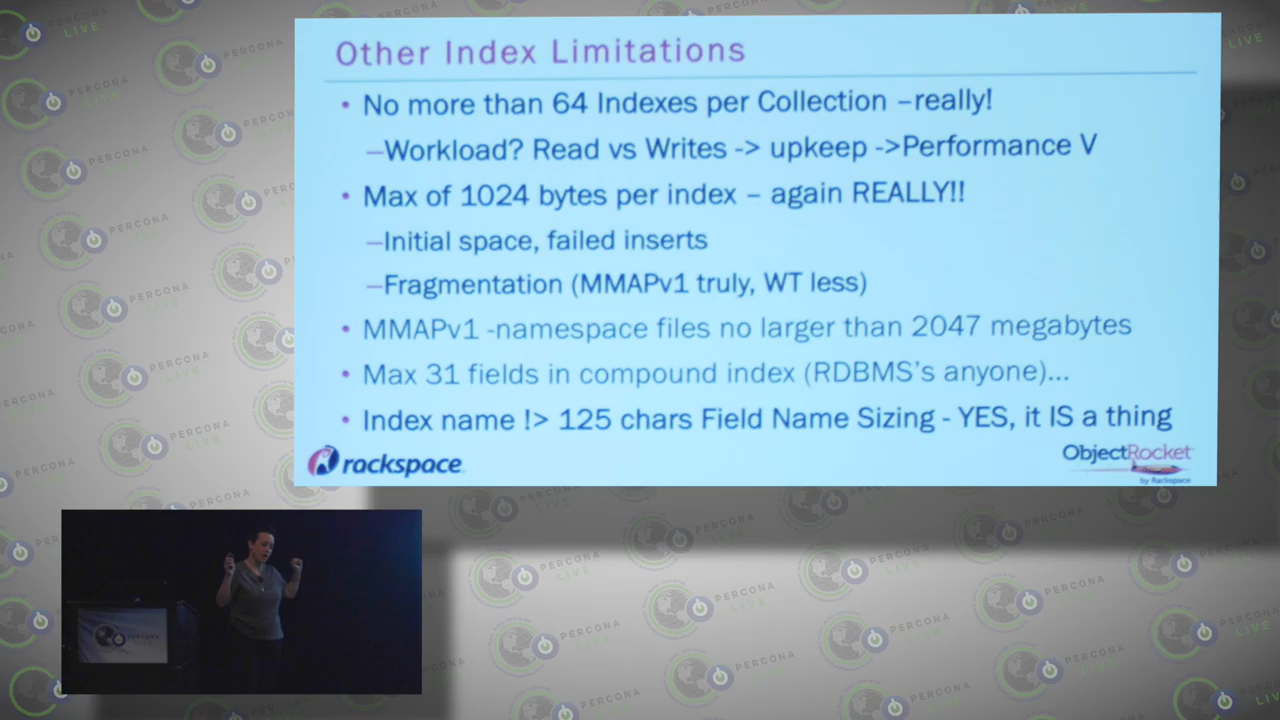 Other Index Limitations
• No more than 64 Indexes per Collection –really!
–Workload? Read vs Writes -> upkeep ->Performance V
• Max of 1024 bytes per index – again REALLY!!
–Initial space, failed inserts
–Fragmentation (MMAPv1 truly, WT less)
• MMAPv1 -namespace files no larger than 2047 megabytes
• Max 31 fields in compound index (RDBMS's anyone)...
• Index name !> 125 chars Field Name Sizing - YES, it IS a thing
rackspace
ObjectRocket
by Rackspace
PERCONA
LIVE